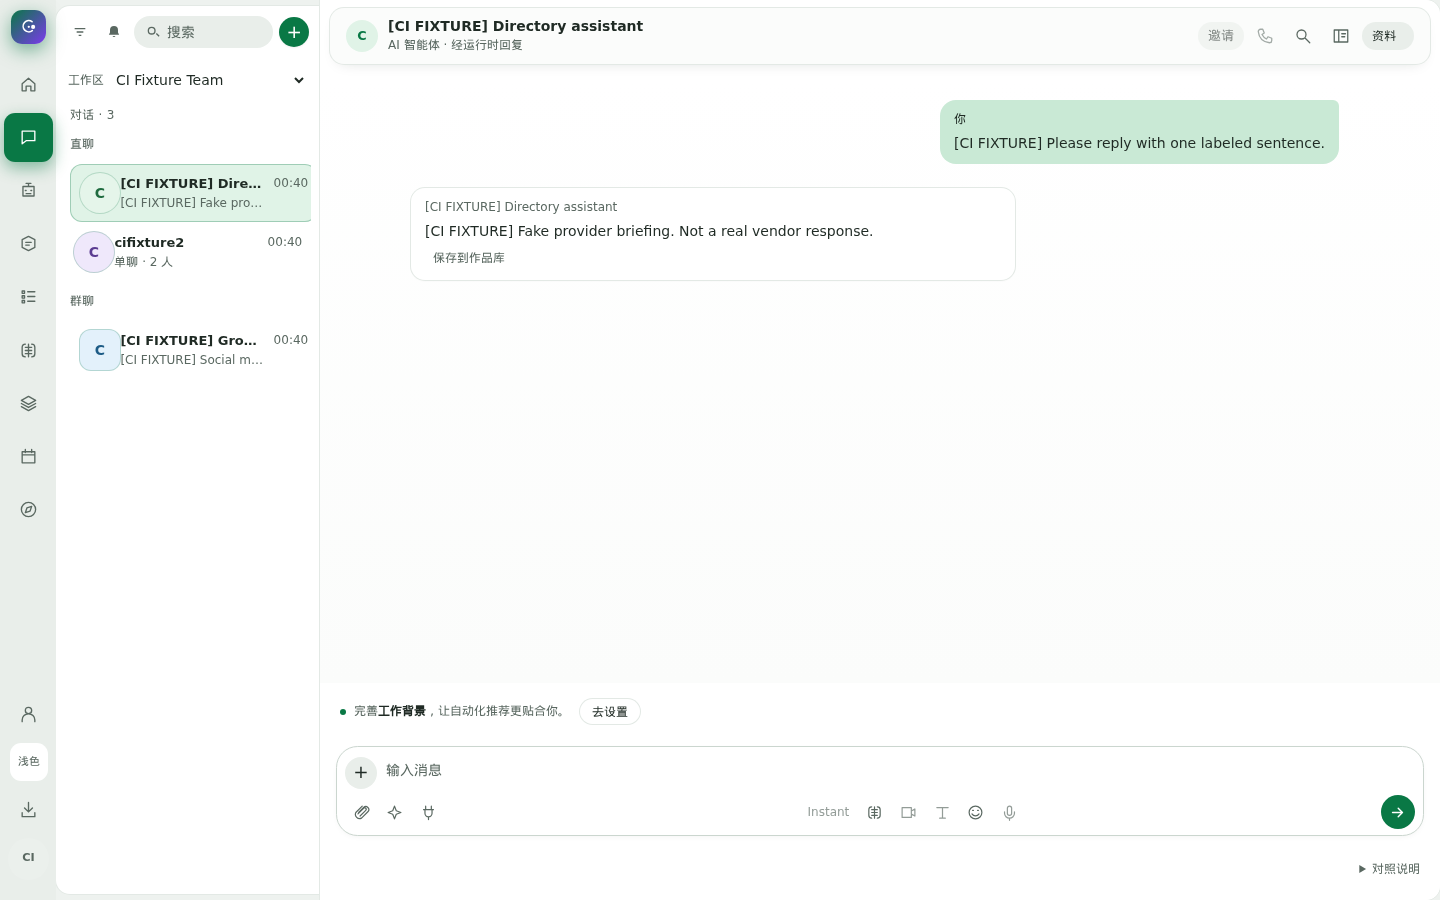 搜索
工作区 CI Fixture Team
对话 · 3
直聊
C
[CI FIXTURE] Dire… 00:40
[CI FIXTURE] Fake pro…
C
cifixture2 00:40
单聊 · 2 人
群聊
C
[CI FIXTURE] Gro… 00:40
[CI FIXTURE] Social m…
浅色
CI
C
[CI FIXTURE] Directory assistant
AI 智能体 · 经运行时回复
邀请
资料
你
[CI FIXTURE] Please reply with one labeled sentence.
[CI FIXTURE] Directory assistant
[CI FIXTURE] Fake provider briefing. Not a real vendor response.
保存到作品库
完善工作背景，让自动化推荐更贴合你。 去设置
输入消息
Instant
对照说明